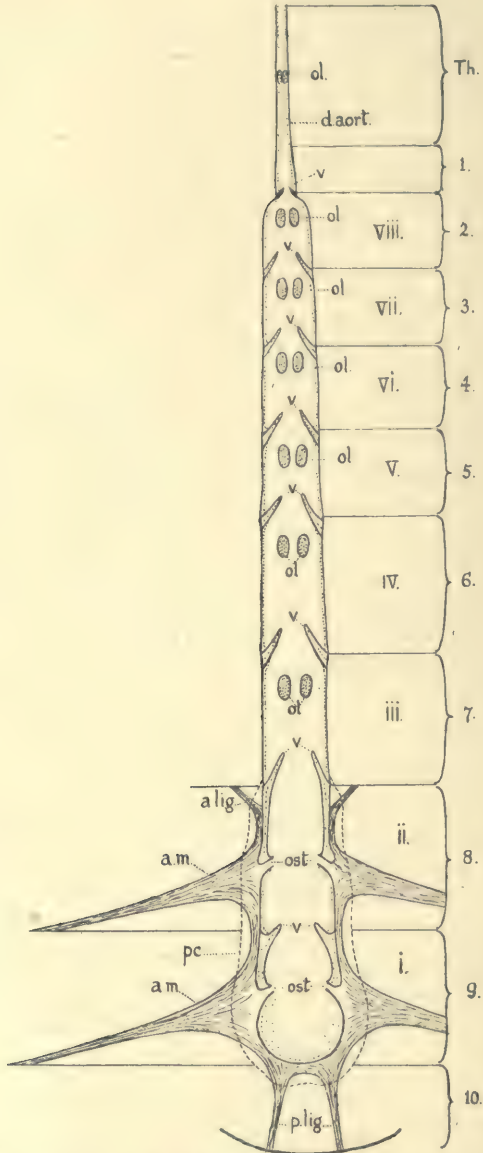 Th.
ol.
d.aort.
1.
v
ol
Viii.
2.
v.
ol
Vii.
3.
v.
ol.
Vi.
4.
v.
ol
V.
5.
v.
ol
IV.
6.
v.
ol
iii.
7.
v.
a.lig.
ii.
8.
a.m.
ost
v
pc
i.
9.
a.m.
ost
10.
p.lig.